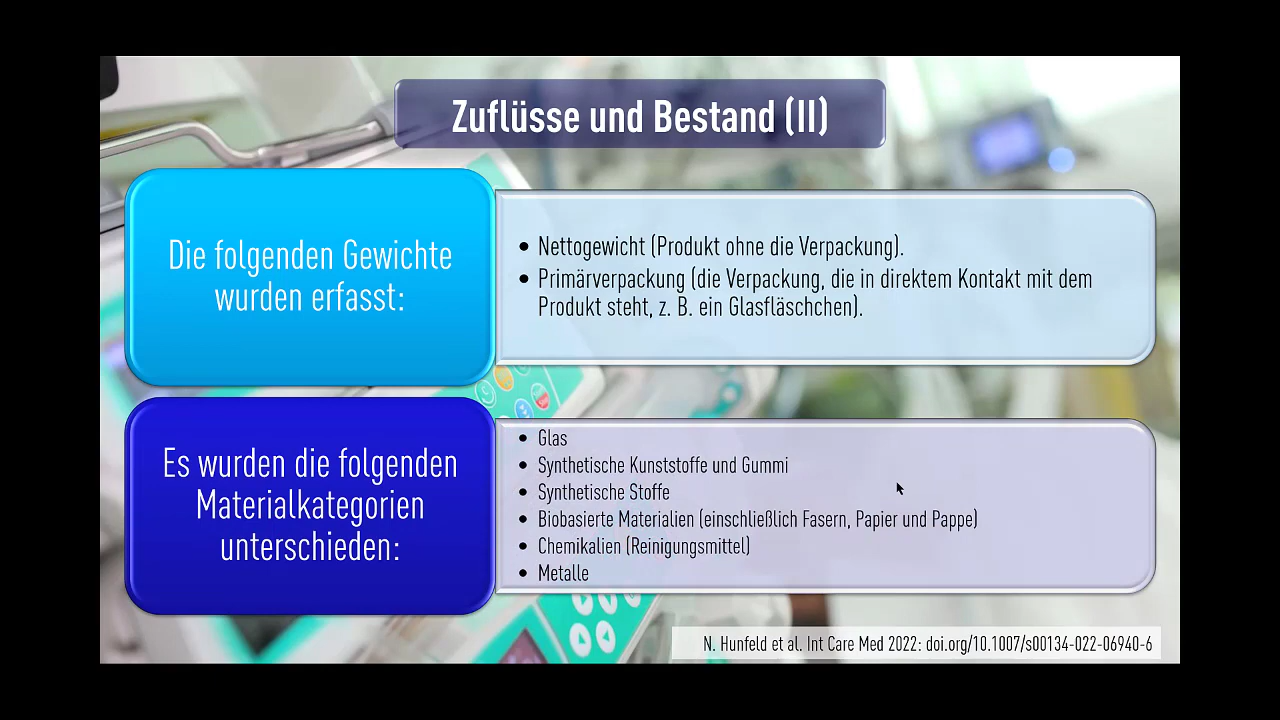 Zuflüsse und Bestand (II)
Die folgenden Gewichte
wurden erfasst:
• Nettogewicht (Produkt ohne die Verpackung).
• Primärverpackung (die Verpackung, die in direktem Kontakt mit dem
Produkt steht, z. B. ein Glasfläschchen).
Es wurden die folgenden
Materialkategorien
unterschieden:
• Glas
• Synthetische Kunststoffe und Gummi
• Synthetische Stoffe
• Biobasierte Materialien (einschließlich Fasern, Papier und Pappe)
• Chemikalien (Reinigungsmittel)
• Metalle
N. Hunfeld et al. Int Care Med 2022: doi.org/10.1007/s00134-022-06940-6